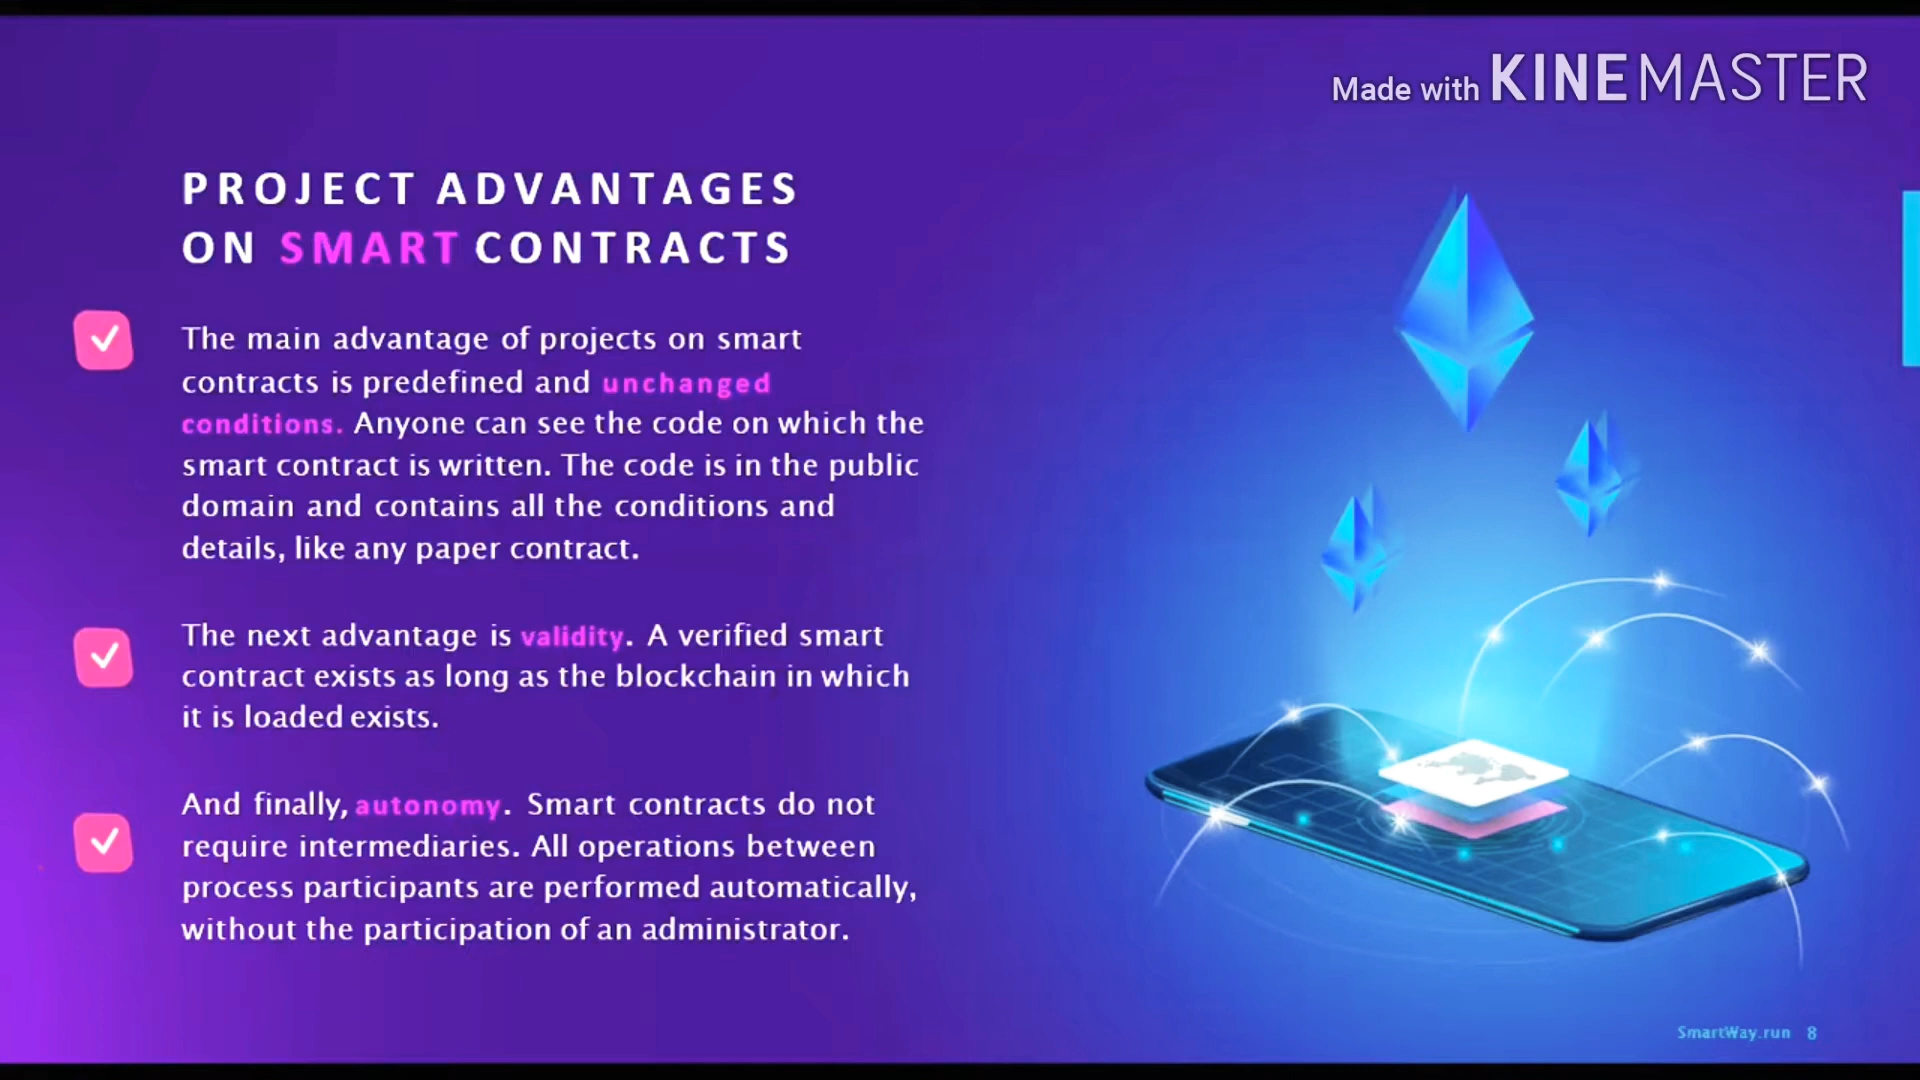 Made with KINEMASTER
PROJECT ADVANTAGES
ON SMART CONTRACTS
The main advantage of projects on smart
contracts is predefined and unchanged
conditions. Anyone can see the code on which the
smart contract is written. The code is in the public
domain and contains all the conditions and
details, like any paper contract.
The next advantage is validity. A verified smart
contract exists as long as the blockchain in which
it is loaded exists.
And finally, autonomy. Smart contracts do not
require intermediaries. All operations between
process participants are performed automatically,
without the participation of an administrator.
SmartWay.run 8